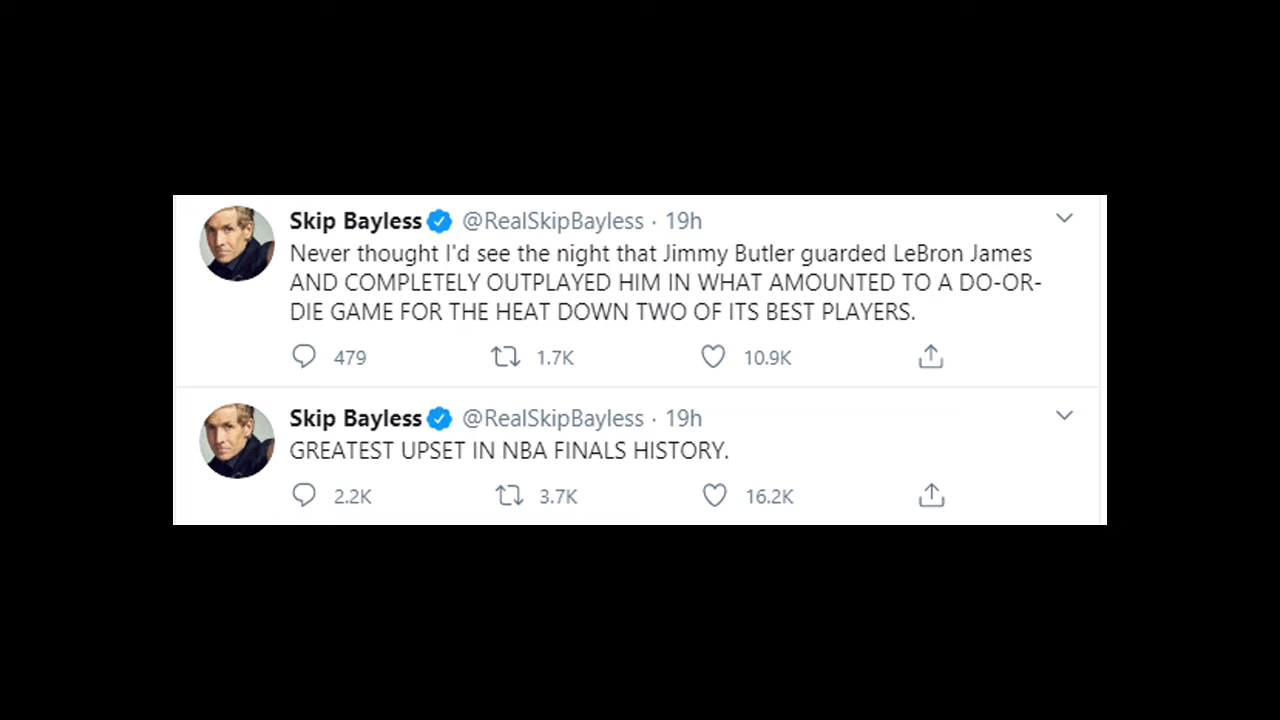 Skip Bayless @RealSkipBayless · 19h
Never thought I'd see the night that Jimmy Butler guarded LeBron James
AND COMPLETELY OUTPLAYED HIM IN WHAT AMOUNTED TO A DO-OR-
DIE GAME FOR THE HEAT DOWN TWO OF ITS BEST PLAYERS.
479 1.7K 10.9K
Skip Bayless @RealSkipBayless · 19h
GREATEST UPSET IN NBA FINALS HISTORY.
2.2K 3.7K 16.2K